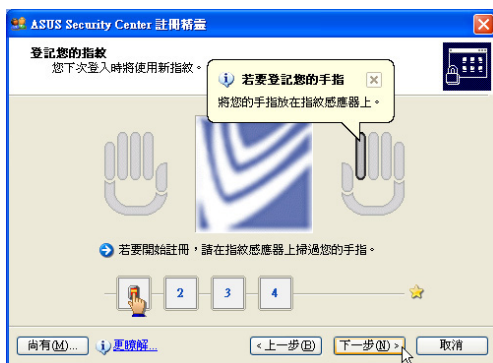 ASUS Security Center 註冊精靈
登記您的指紋
您下次登入時將使用新指紋。
若要登記您的手指
將您的手指放在指紋感應器上。
若要開始註冊，請在指紋感應器上掃過您的手指。
2 3 4
尚有(M)... 更瞭解... <上一步(B) 下一步(N)> 取消